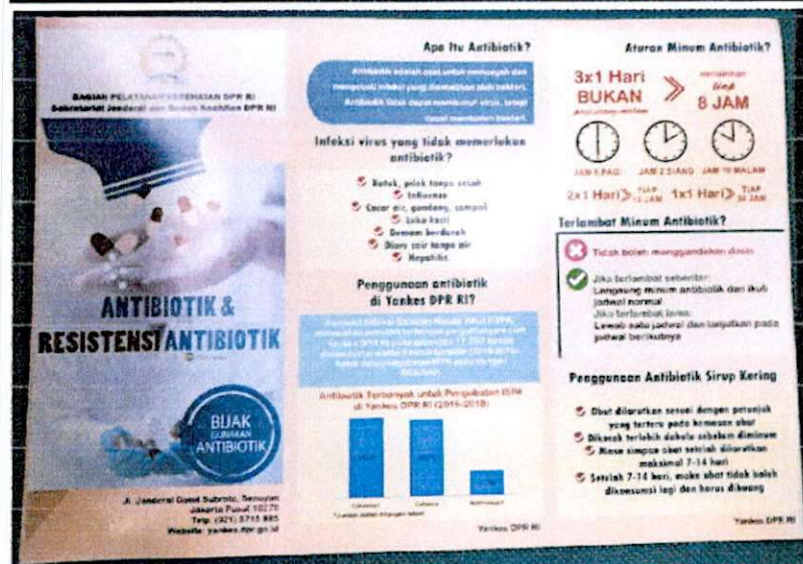 BAGIAN PELAYANAN KESEHATAN DPR RI
Sekretariat Jenderal dan Badan Keahlian DPR RI
ANTIBIOTIK &
RESISTENSI ANTIBIOTIK
BIJAK
GUNAKAN
ANTIBIOTIK
Jl. Jenderal Gatot Subroto, Senayan
Jakarta Pusat 10270
Telp: (021) 5715 885
Website: yankes.dpr.go.id
Apa Itu Antibiotik?
Antibiotik adalah obat untuk mencegah dan
mengobati infeksi yang disebabkan oleh bakteri.
Antibiotik tidak dapat membunuh virus, tetapi
dapat membunuh bakteri.
Infeksi virus yang tidak memerlukan
antibiotik?
Batuk, pilek tanpa sesak
Influenza
Cacar air, gondong, campak
Luka kecil
Demam berdarah
Diare cair tanpa air
Hepatitis
Penggunaan antibiotik
di Yankes DPR RI?
Antibiotik Terbanyak untuk Pengobatan ISPA
di Yankes DPR RI (2016-2018)
Yankes DPR RI
Aturan Minum Antibiotik?
3x1 Hari
BUKAN
tiap
8 JAM
JAM 6 PAGI
JAM 2 SIANG
JAM 10 MALAM
2x1 Hari
TIAP
12 JAM
1x1 Hari
TIAP
24 JAM
Terlambat Minum Antibiotik?
Tidak boleh menggandakan dosis
Jika terlambat sebentar:
Langsung minum antibiotik dan ikuti
jadwal normal
Jika terlambat lama:
Lewati satu jadwal dan lanjutkan pada
jadwal berikutnya
Penggunaan Antibiotik Sirup Kering
Obat dilarutkan sesuai dengan petunjuk
yang tertera pada kemasan obat
Dikocok terlebih dahulu sebelum diminum
Masa simpan obat setelah dilarutkan
maksimal 7-14 hari
Setelah 7-14 hari, maka obat tidak boleh
dikonsumsi lagi dan harus dibuang
Yankes DPR RI